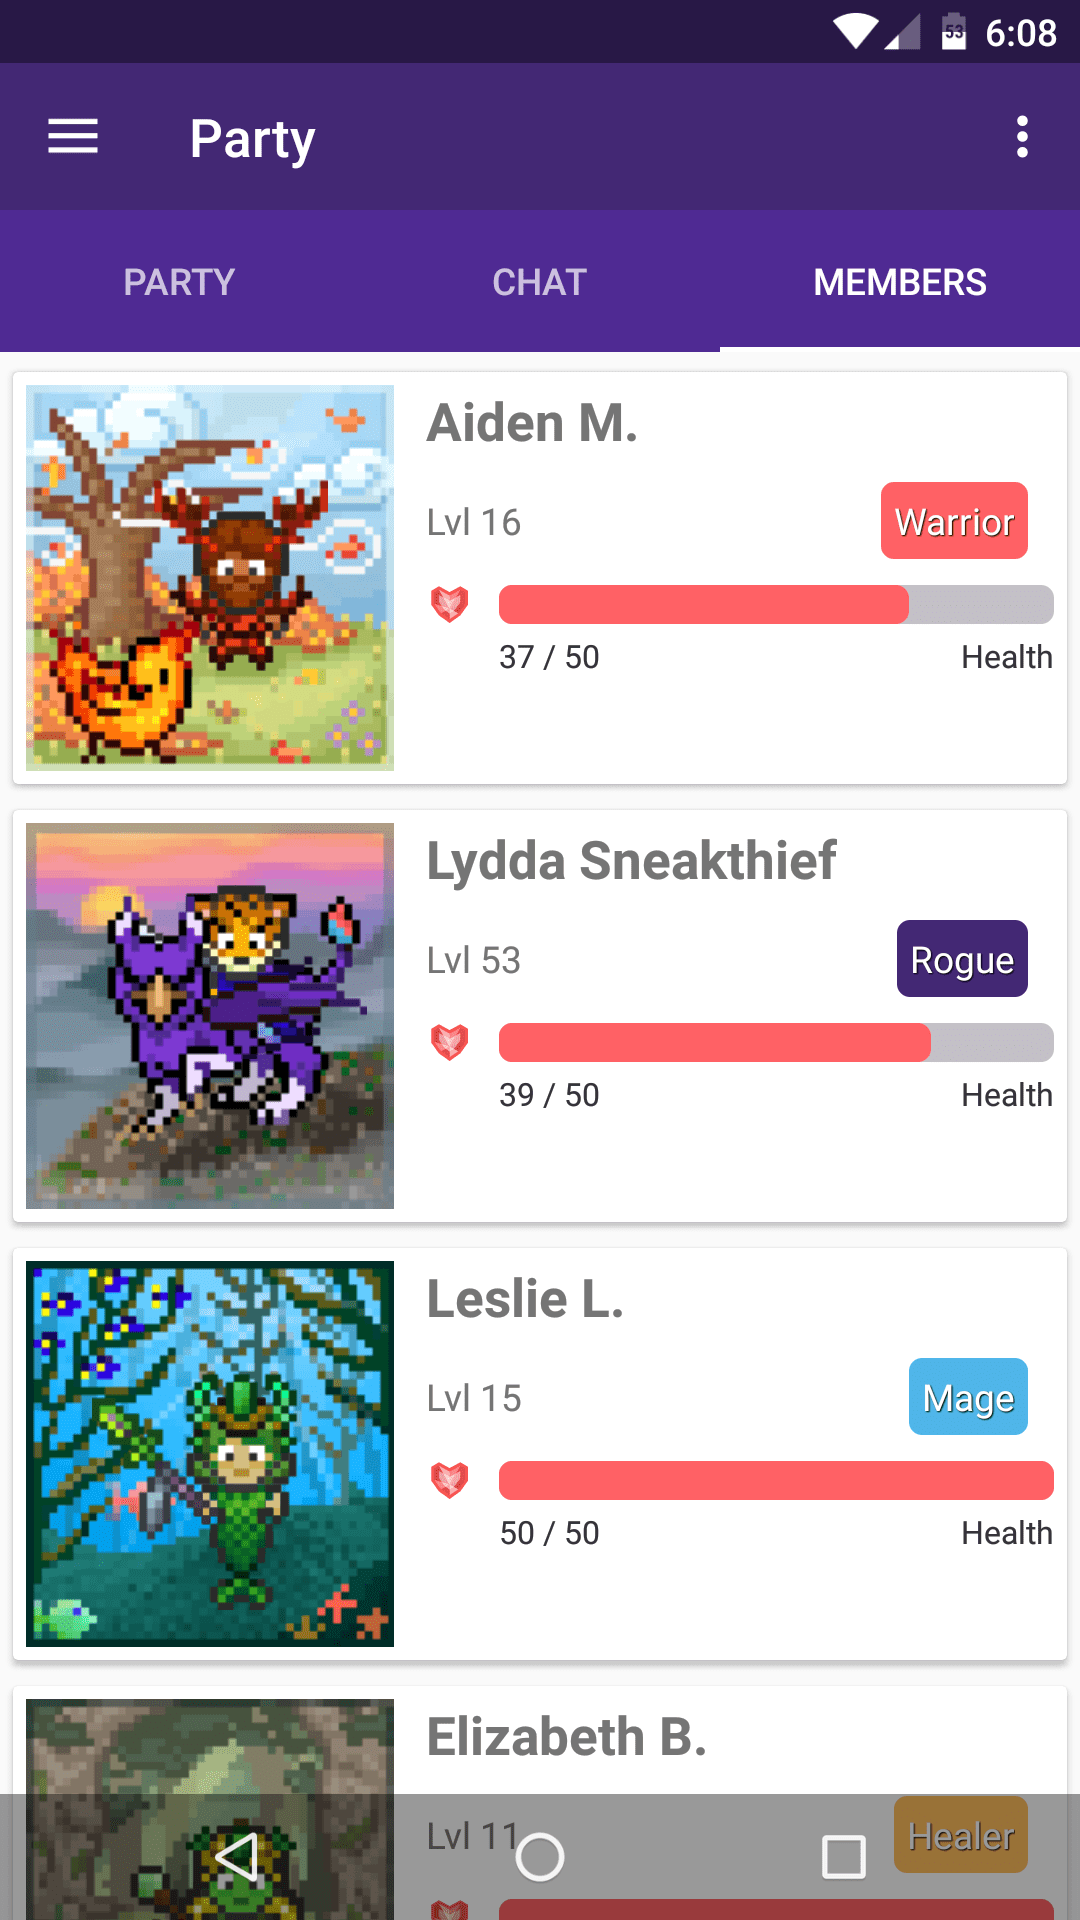 53 6:08
Party
PARTY CHAT MEMBERS
Aiden M.
Lvl 16 Warrior
37 / 50 Health
Lydda Sneakthief
Lvl 53 Rogue
39 / 50 Health
Leslie L.
Lvl 15 Mage
50 / 50 Health
Elizabeth B.
Lvl 11 Healer